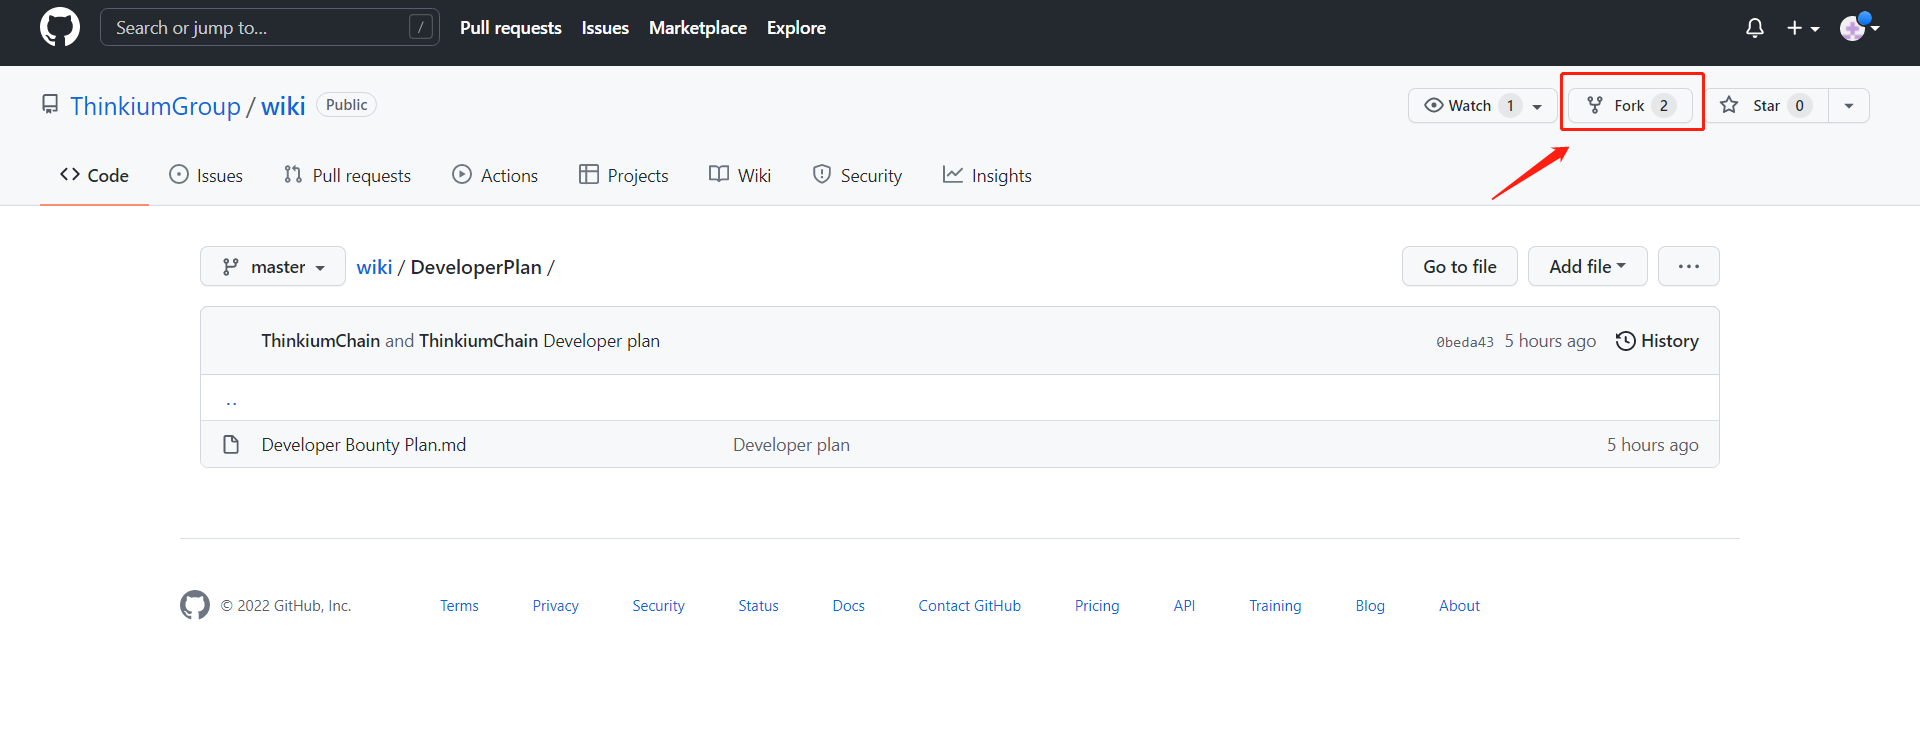 Search or jump to... / Pull requests Issues Marketplace Explore
ThinkiumGroup / wiki Public Watch 1 Fork 2 Star 0
Code Issues Pull requests Actions Projects Wiki Security Insights
master wiki / DeveloperPlan / Go to file Add file ...
ThinkiumChain and ThinkiumChain Developer plan 0beda43 5 hours ago History
..
Developer Bounty Plan.md Developer plan 5 hours ago
© 2022 GitHub, Inc. Terms Privacy Security Status Docs Contact GitHub Pricing API Training Blog About